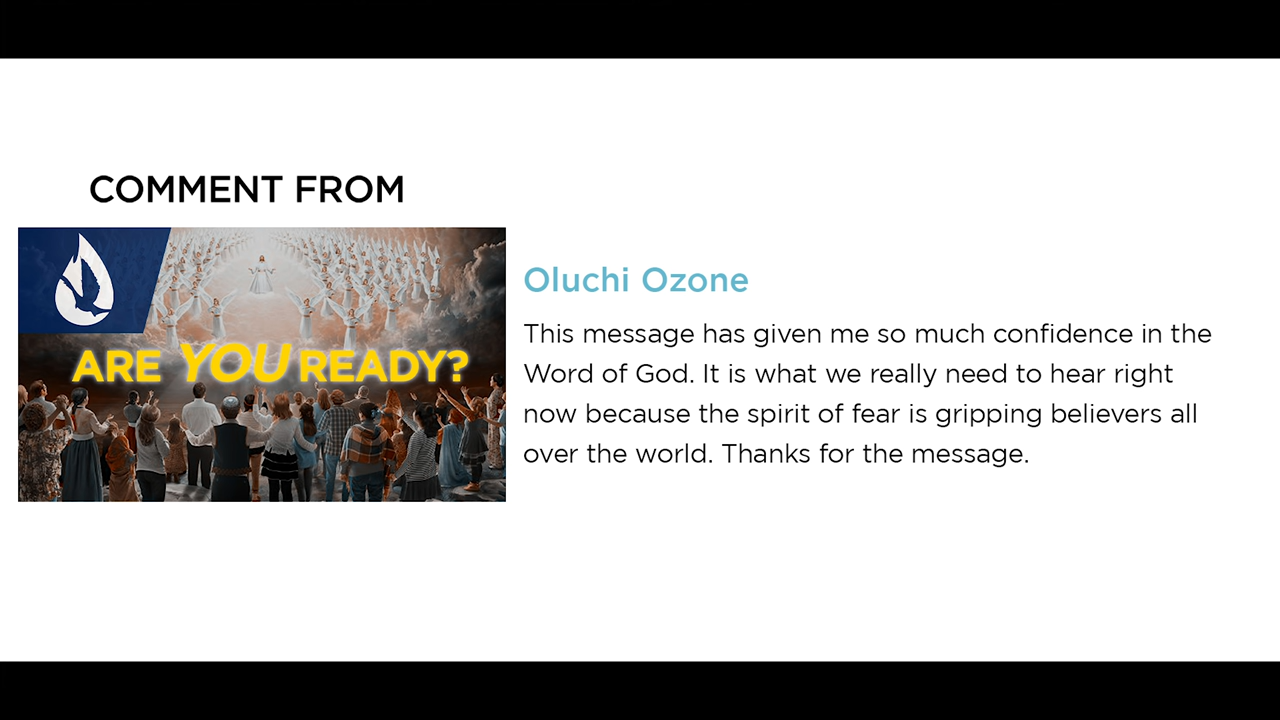 COMMENT FROM
ARE YOU READY?
Oluchi Ozone
This message has given me so much confidence in the
Word of God. It is what we really need to hear right
now because the spirit of fear is gripping believers all
over the world. Thanks for the message.